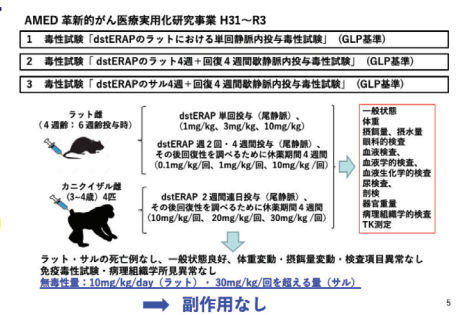 AMED 革新的がん医療実用化研究事業 H31～R3
1 毒性試験「dstERAPのラットにおける単回静脈内投与毒性試験」（GLP基準）
2 毒性試験「 dstERAPのラット4週＋回復４週間歇静脈内投与毒性試験」（GLP基準）
3 毒性試験「 dstERAPのサル4週＋回復４週間歇静脈内投与毒性試験」（GLP基準）
ラット雌
（４週齢：６週齢投与時）
dstERAP 単回投与（尾静脈）、
（1mg/kg、3mg/kg、10mg/kg）
dstERAP 週２回・４週間投与（尾静脈）、
その後回復性を調べるために休薬期間４週間
（0.1mg/kg/回、1mg/kg/回、10mg/kg /回）
カニクイザル雌
（3~4歳）4匹
dstERAP ２週間連日投与（尾静脈）、
その後回復性を調べるために休薬期間４週間
（10mg/kg/回、 20mg/kg/回、30mg/kg /回）
一般状態
体重
摂餌量、摂水量
眼科的検査
血液検査、
血液学的検査、
血液生化学的検査
尿検査、
剖検
器官重量
病理組織学的検査
TK測定
ラット・サルの死亡例なし、一般状態良好、体重変動・摂餌量変動・検査項目異常なし
免疫毒性試験・病理組織学所見異常なし
無毒性量：10mg/kg/day（ラット）・ 30mg/kg/回を超える量（サル）
副作用なし
5